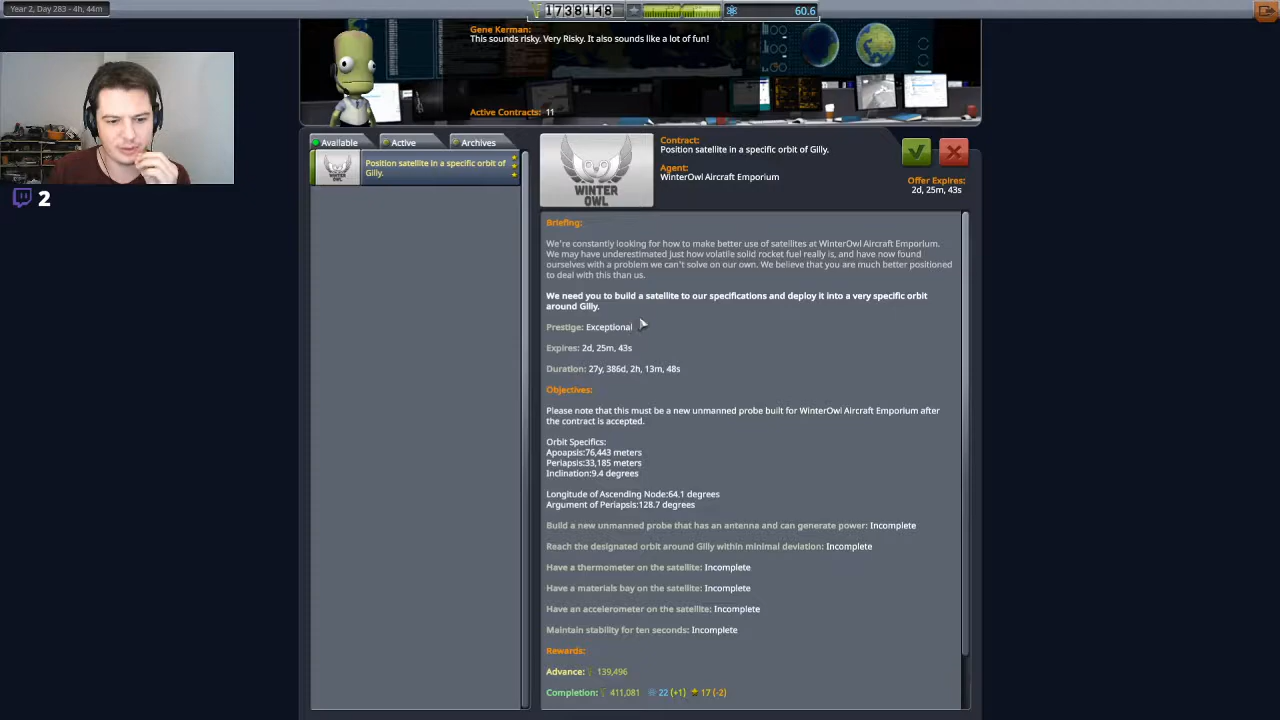 Year 2, Day 283 - 4h, 44m
1738148
60.6
Gene Kerman:
This sounds risky. Very Risky. It also sounds like a lot of fun!
Active Contracts: 11
2
Available
Active
Archives
Position satellite in a specific orbit of
Gilly.
WINTER
OWL
WINTER
OWL
Contract:
Position satellite in a specific orbit of Gilly.
Agent:
WinterOwl Aircraft Emporium
Offer Expires:
2d, 25m, 43s
Briefing:
We're constantly looking for how to make better use of satellites at WinterOwl Aircraft Emporium.
We may have underestimated just how volatile solid rocket fuel really is, and have now found
ourselves with a problem we can't solve on our own. We believe that you are much better positioned
to deal with this than us.
We need you to build a satellite to our specifications and deploy it into a very specific orbit
around Gilly.
Prestige: Exceptional
Expires: 2d, 25m, 43s
Duration: 27y, 386d, 2h, 13m, 48s
Objectives:
Please note that this must be a new unmanned probe built for WinterOwl Aircraft Emporium after
the contract is accepted.
Orbit Specifics:
Apoapsis:76,443 meters
Periapsis:33,185 meters
Inclination:9.4 degrees
Longitude of Ascending Node:64.1 degrees
Argument of Periapsis:128.7 degrees
Build a new unmanned probe that has an antenna and can generate power: Incomplete
Reach the designated orbit around Gilly within minimal deviation: Incomplete
Have a thermometer on the satellite: Incomplete
Have a materials bay on the satellite: Incomplete
Have an accelerometer on the satellite: Incomplete
Maintain stability for ten seconds: Incomplete
Rewards:
Advance: 139,496
Completion: 411,081 22 (+1) 17 (-2)